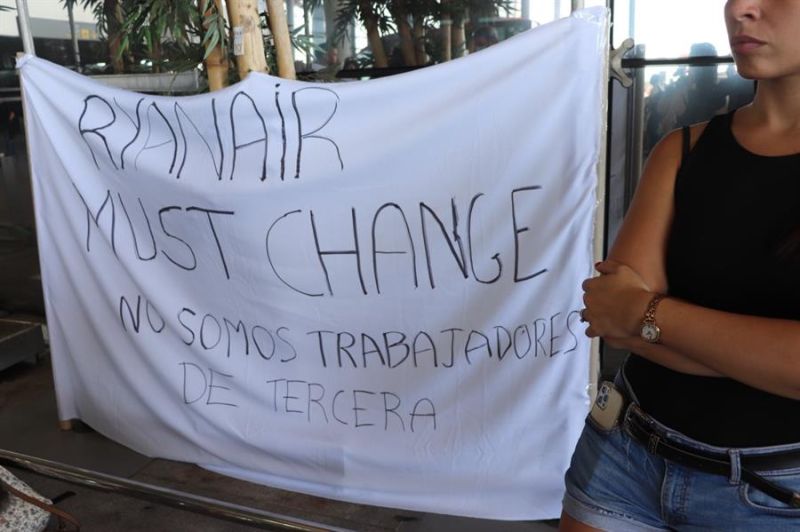 RYANAIR
MUST CHANGE
NO SOMOS TRABAJADORES
DE TERCERA